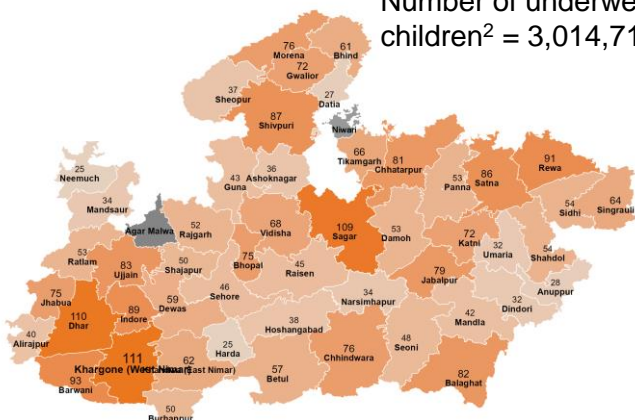 Number of underwe
children² = 3,014,71
76
Morena
61
Bhind
72
Gwalior
37
Sheopur
27
Datia
87
Shivpuri
Niwari
66
Tikamgarh
81
Chhatarpur
91
Rewa
53
Panna
86
Satna
54
Sidhi
64
Singrauli
25
Neemuch
34
Mandsaur
43
Guna
36
Ashoknagar
Agar Malwa
52
Rajgarh
68
Vidisha
109
Sagar
53
Damoh
72
Katni
32
Umaria
54
Shahdol
28
Anuppur
53
Ratlam
83
Ujjain
50
Shajapur
75
Bhopal
45
Raisen
79
Jabalpur
75
Jhabua
110
Dhar
89
Indore
59
Dewas
46
Sehore
34
Narsimhapur
42
Mandla
32
Dindori
40
Alirajpur
38
Hoshangabad
25
Harda
111
Khargone (West Nimar)
62
East Nimar)
76
Chhindwara
48
Seoni
93
Barwani
57
Betul
82
Balaghat
50
Burhanpur